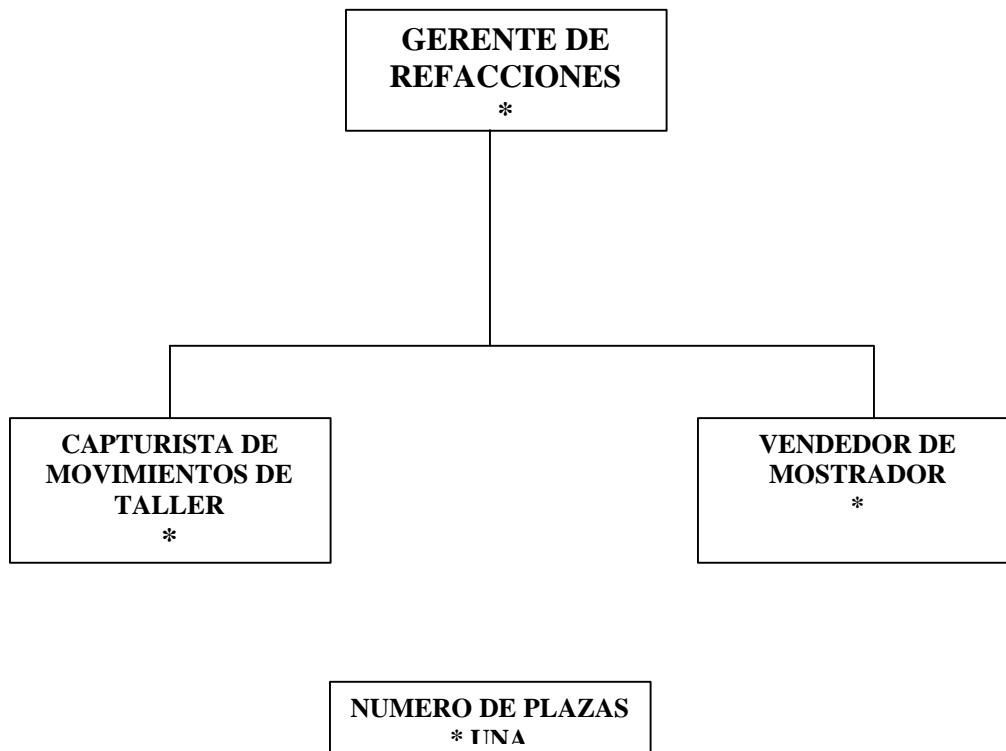 GERENTE DE
REFACCIONES
*
CAPTURISTA DE
MOVIMIENTOS DE
TALLER
*
VENDEDOR DE
MOSTRADOR
*
NUMERO DE PLAZAS
* UNA